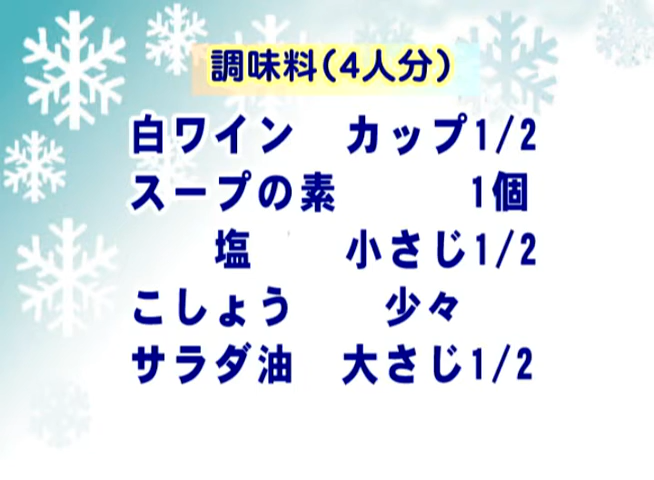 調味料(4人分)
白ワイン カップ1/2
スープの素 1個
塩 小さじ1/2
こしょう 少々
サラダ油 大さじ1/2